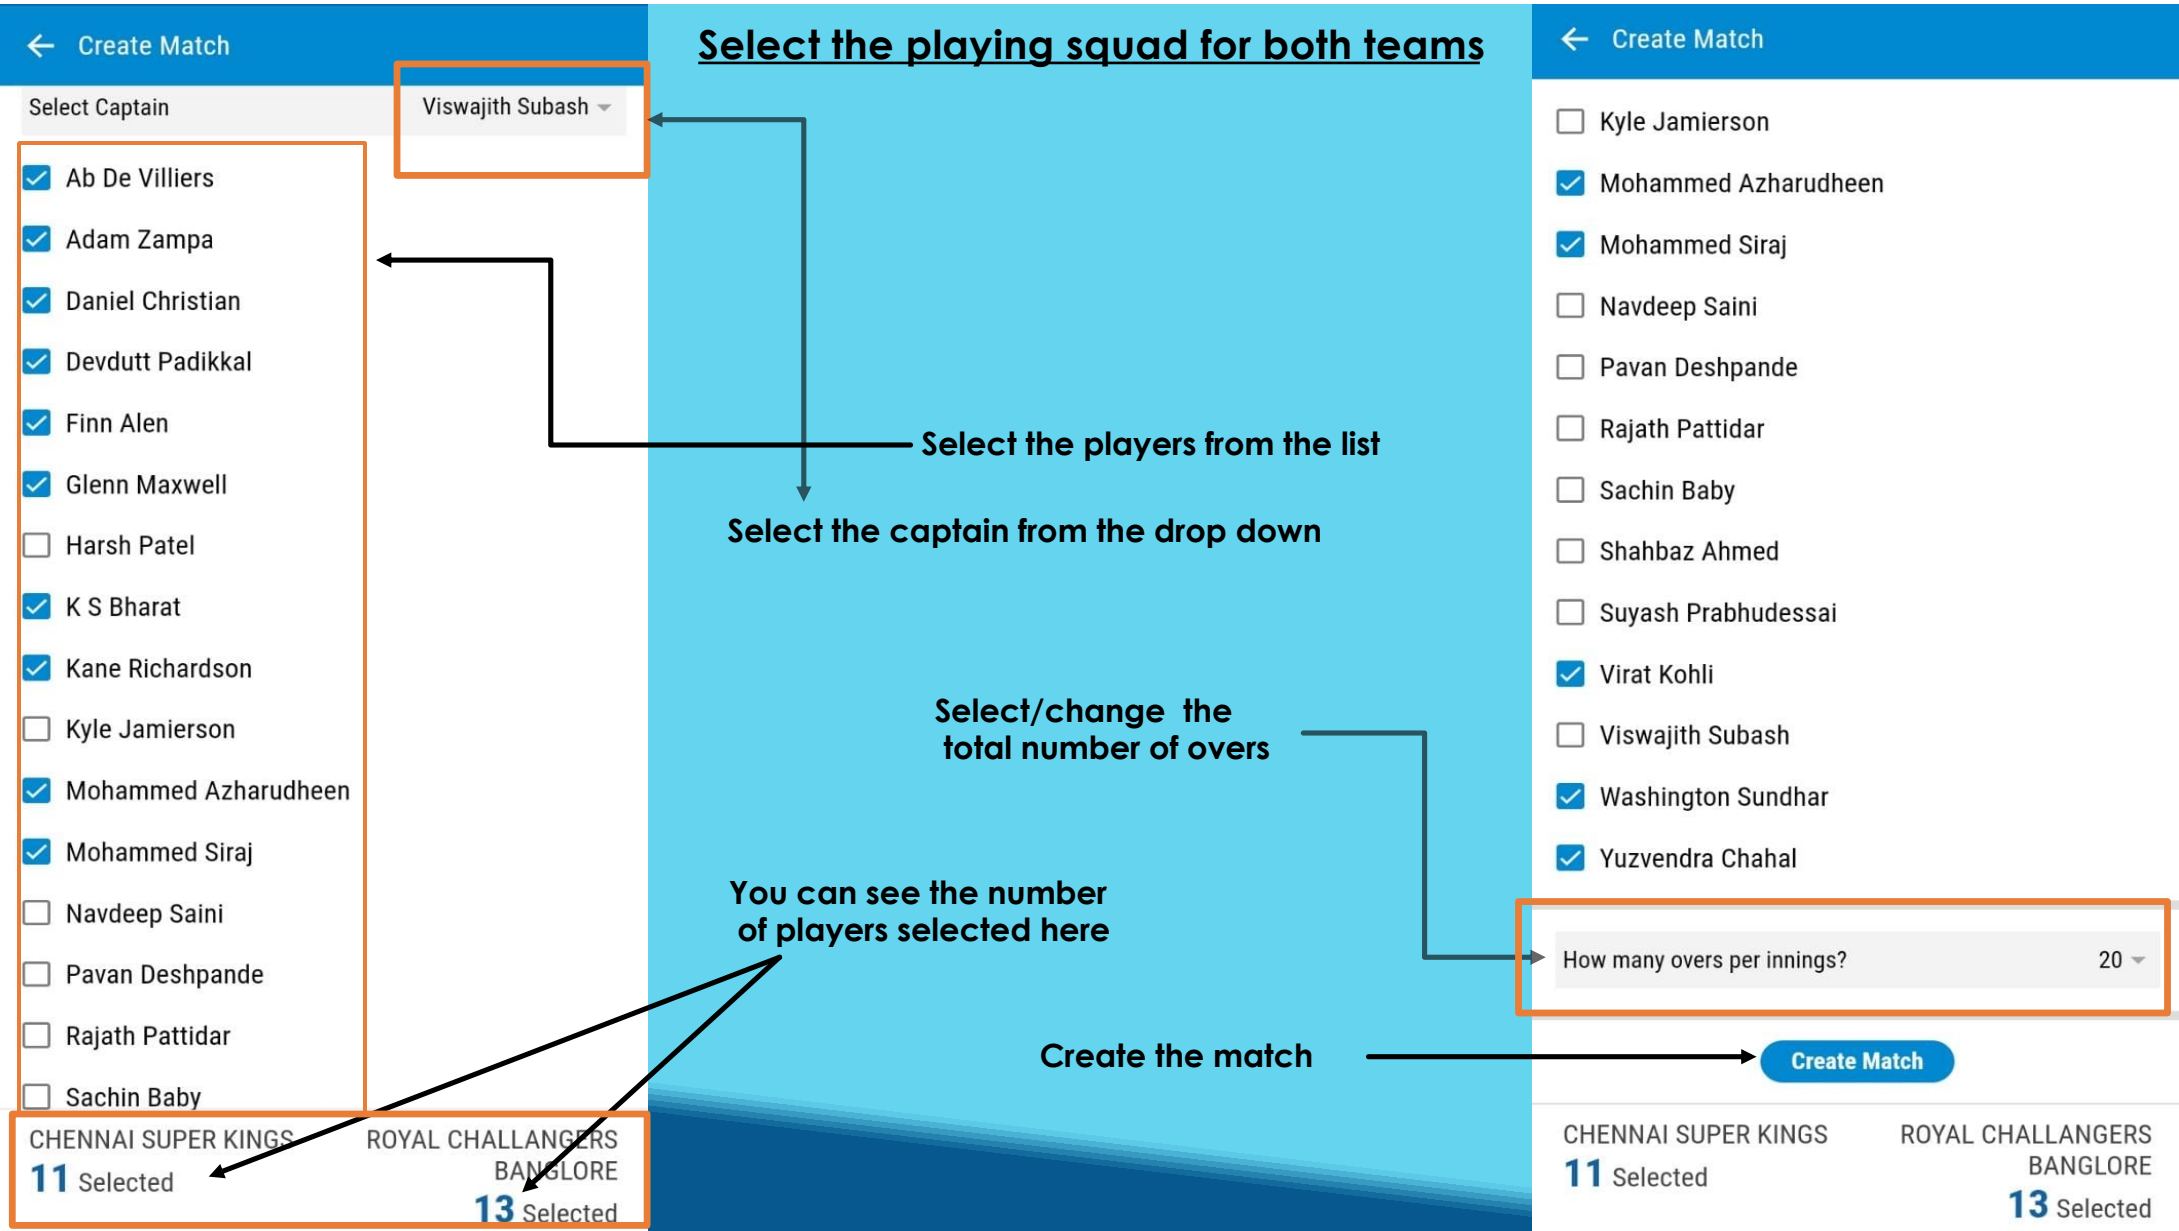 Create Match
Select Captain
Viswajith Subash
Ab De Villiers
Adam Zampa
Daniel Christian
Devdutt Padikkal
Finn Alen
Glenn Maxwell
Harsh Patel
K S Bharat
Kane Richardson
Kyle Jamierson
Mohammed Azharudheen
Mohammed Siraj
Navdeep Saini
Pavan Deshpande
Rajath Pattidar
Sachin Baby
CHENNAI SUPER KINGS
11 Selected
ROYAL CHALLANGERS
BANGLORE
13 Selected
Select the playing squad for both teams
Select the players from the list
Select the captain from the drop down
Select/change the
total number of overs
You can see the number
of players selected here
Create the match
Create Match
Kyle Jamierson
Mohammed Azharudheen
Mohammed Siraj
Navdeep Saini
Pavan Deshpande
Rajath Pattidar
Sachin Baby
Shahbaz Ahmed
Suyash Prabhudessai
Virat Kohli
Viswajith Subash
Washington Sundhar
Yuzvendra Chahal
How many overs per innings?
20
Create Match
CHENNAI SUPER KINGS
11 Selected
ROYAL CHALLANGERS
BANGLORE
13 Selected